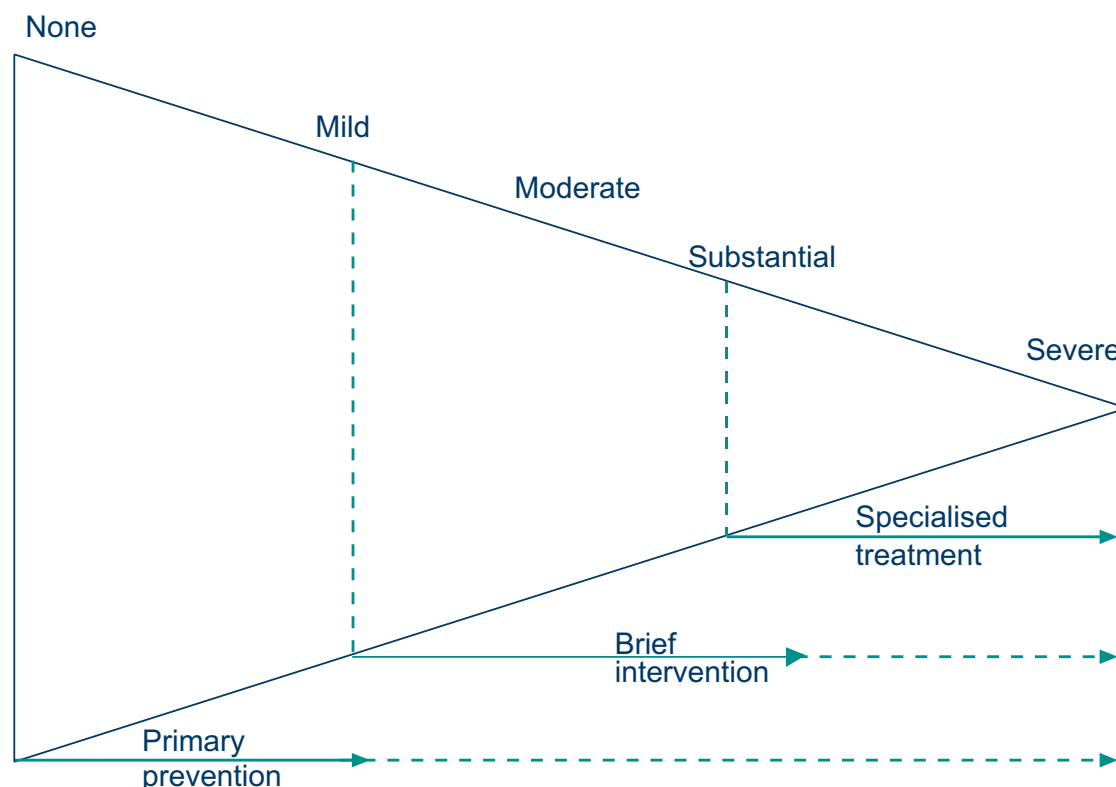 None
Mild
Moderate
Substantial
Severe
Specialised
treatment
Brief
intervention
Primary
prevention